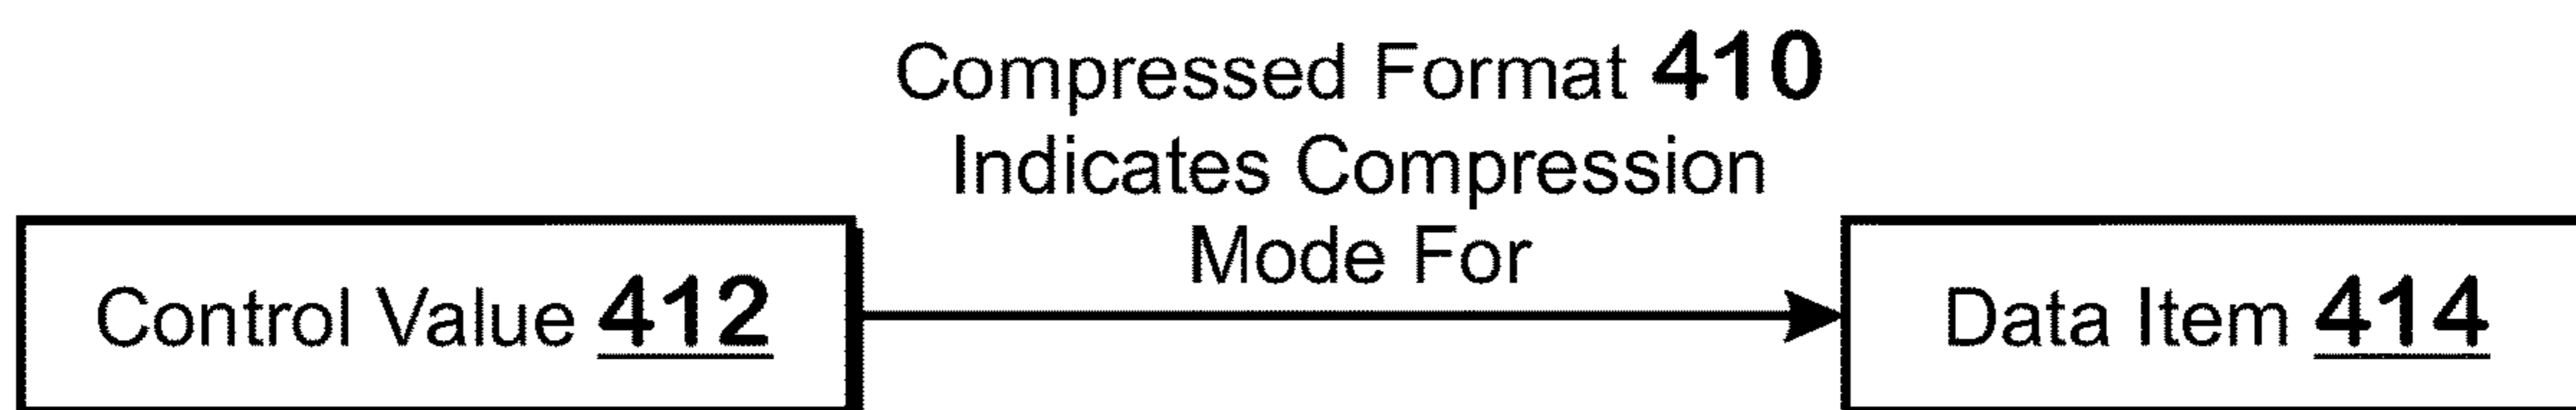 Compressed Format 410
Indicates Compression
Mode For
Control Value 412
Data Item 414